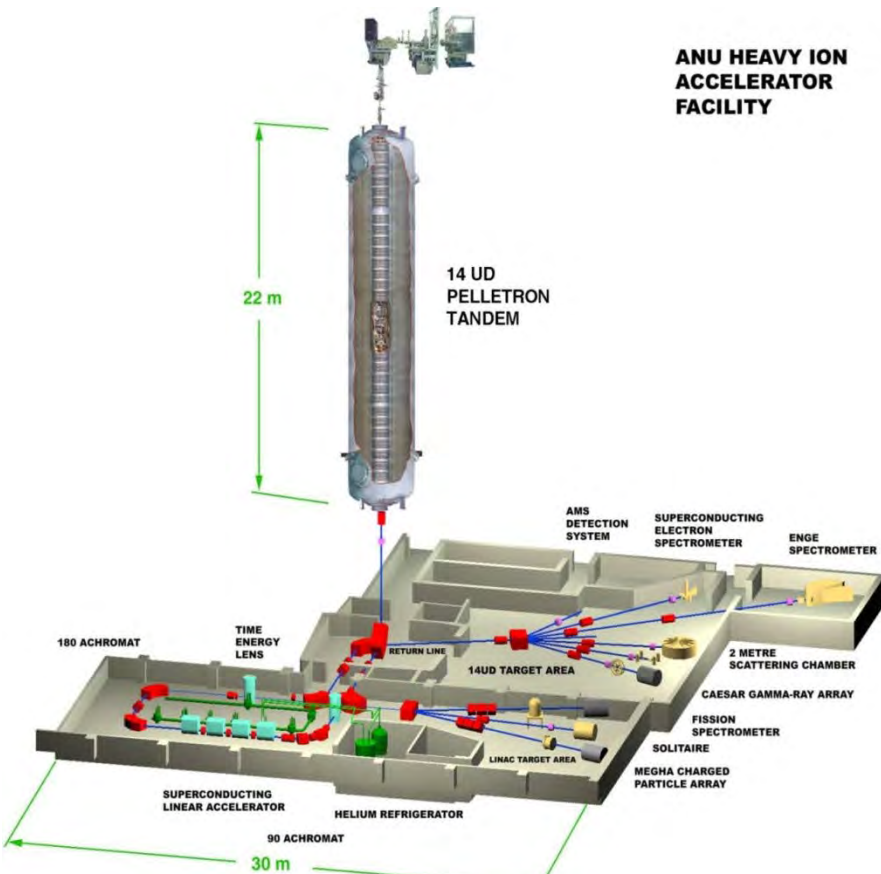 ANU HEAVY ION
ACCELERATOR
FACILITY
22 m
14 UD
PELLETRON
TANDEM
AMS
DETECTION
SYSTEM
SUPERCONDUCTING
ELECTRON
SPECTROMETER
ENGE
SPECTROMETER
180 ACHROMAT
TIME
ENERGY
LENS
RETURN LINE
14UD TARGET AREA
2 METRE
SCATTERING CHAMBER
CAESAR GAMMA-RAY ARRAY
FISSION
SPECTROMETER
SOLITAIRE
LINAC TARGET AREA
MEGHA CHARGED
PARTICLE ARRAY
SUPERCONDUCTING
LINEAR ACCELERATOR
HELIUM REFRIGERATOR
90 ACHROMAT
30 m